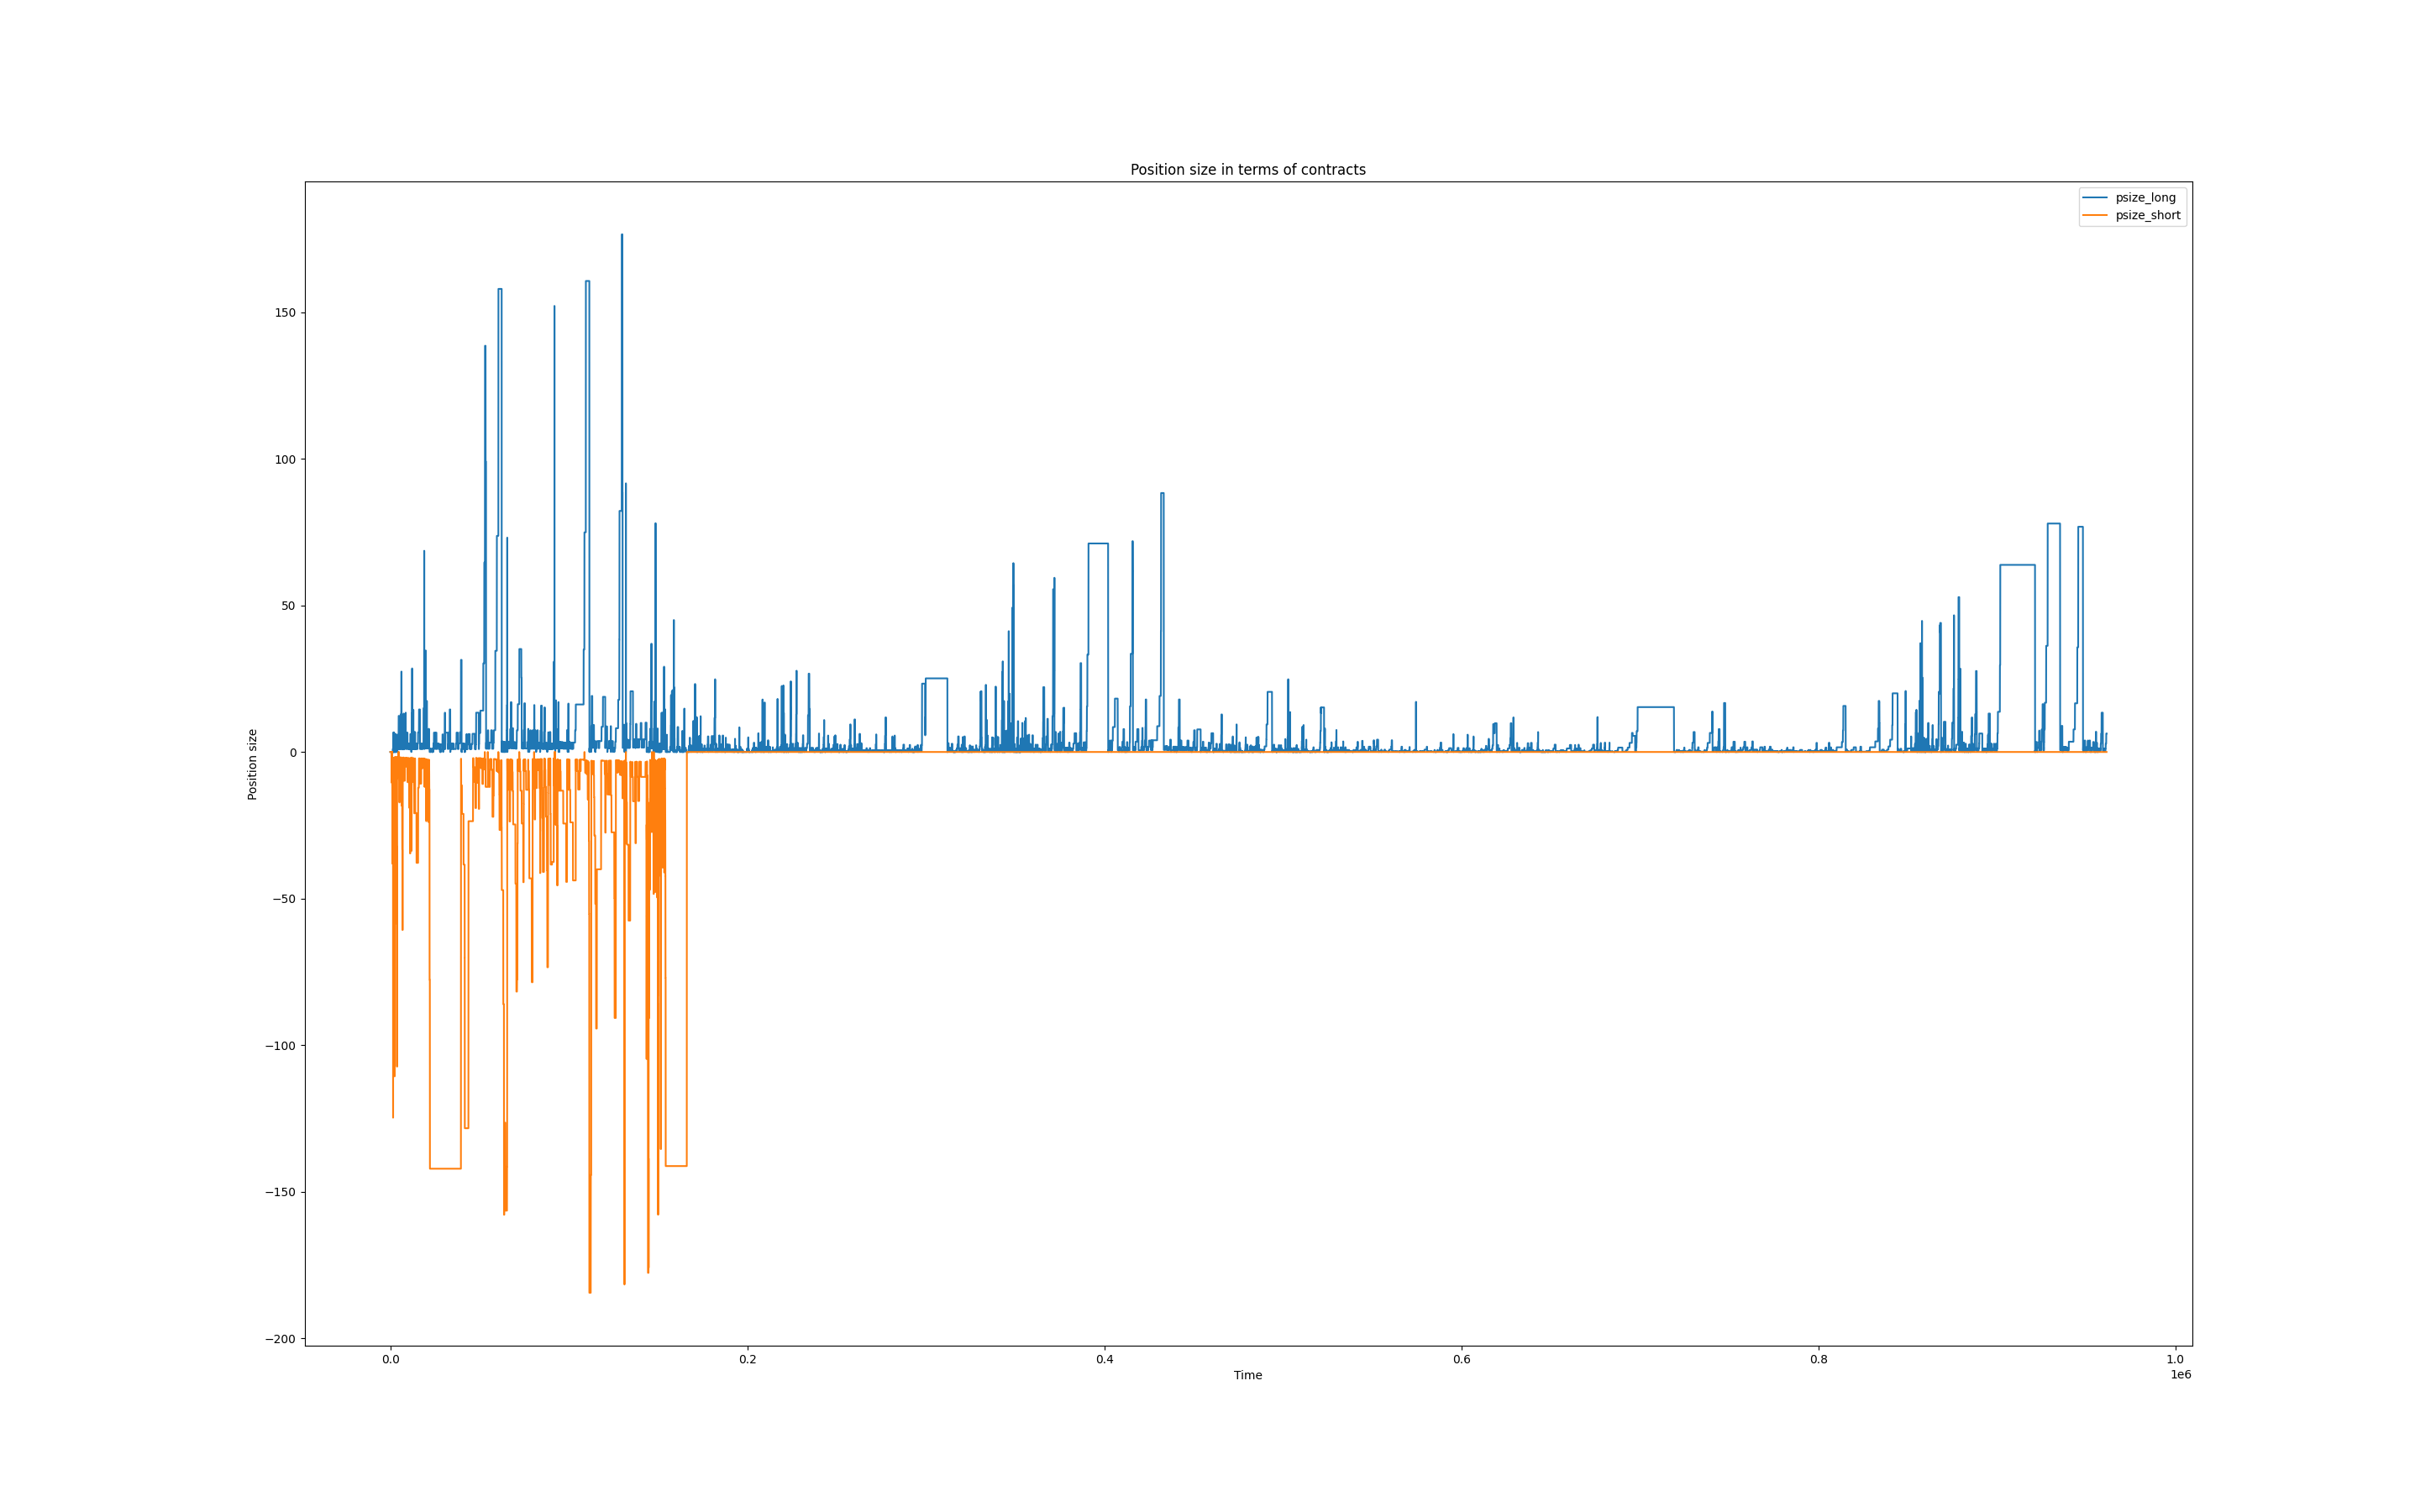 Position size in terms of contracts
psize_long
psize_short
Position size
150
100
50
0
−50
−100
−150
−200
0.0
0.2
0.4
0.6
0.8
1.0
1e6
Time